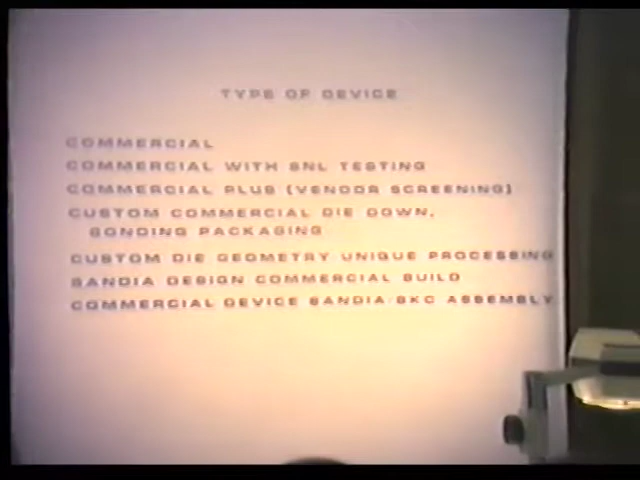 TYPE OF DEVICE
COMMERCIAL
COMMERCIAL WITH SNL TESTING
COMMERCIAL PLUS (VENDOR SCREENING)
CUSTOM COMMERCIAL DIE DOWN,
BONDING PACKAGING
CUSTOM DIE GEOMETRY UNIQUE PROCESSING
SANDIA DESIGN COMMERCIAL BUILD
COMMERCIAL DEVICE SANDIA/BKC ASSEMBLY